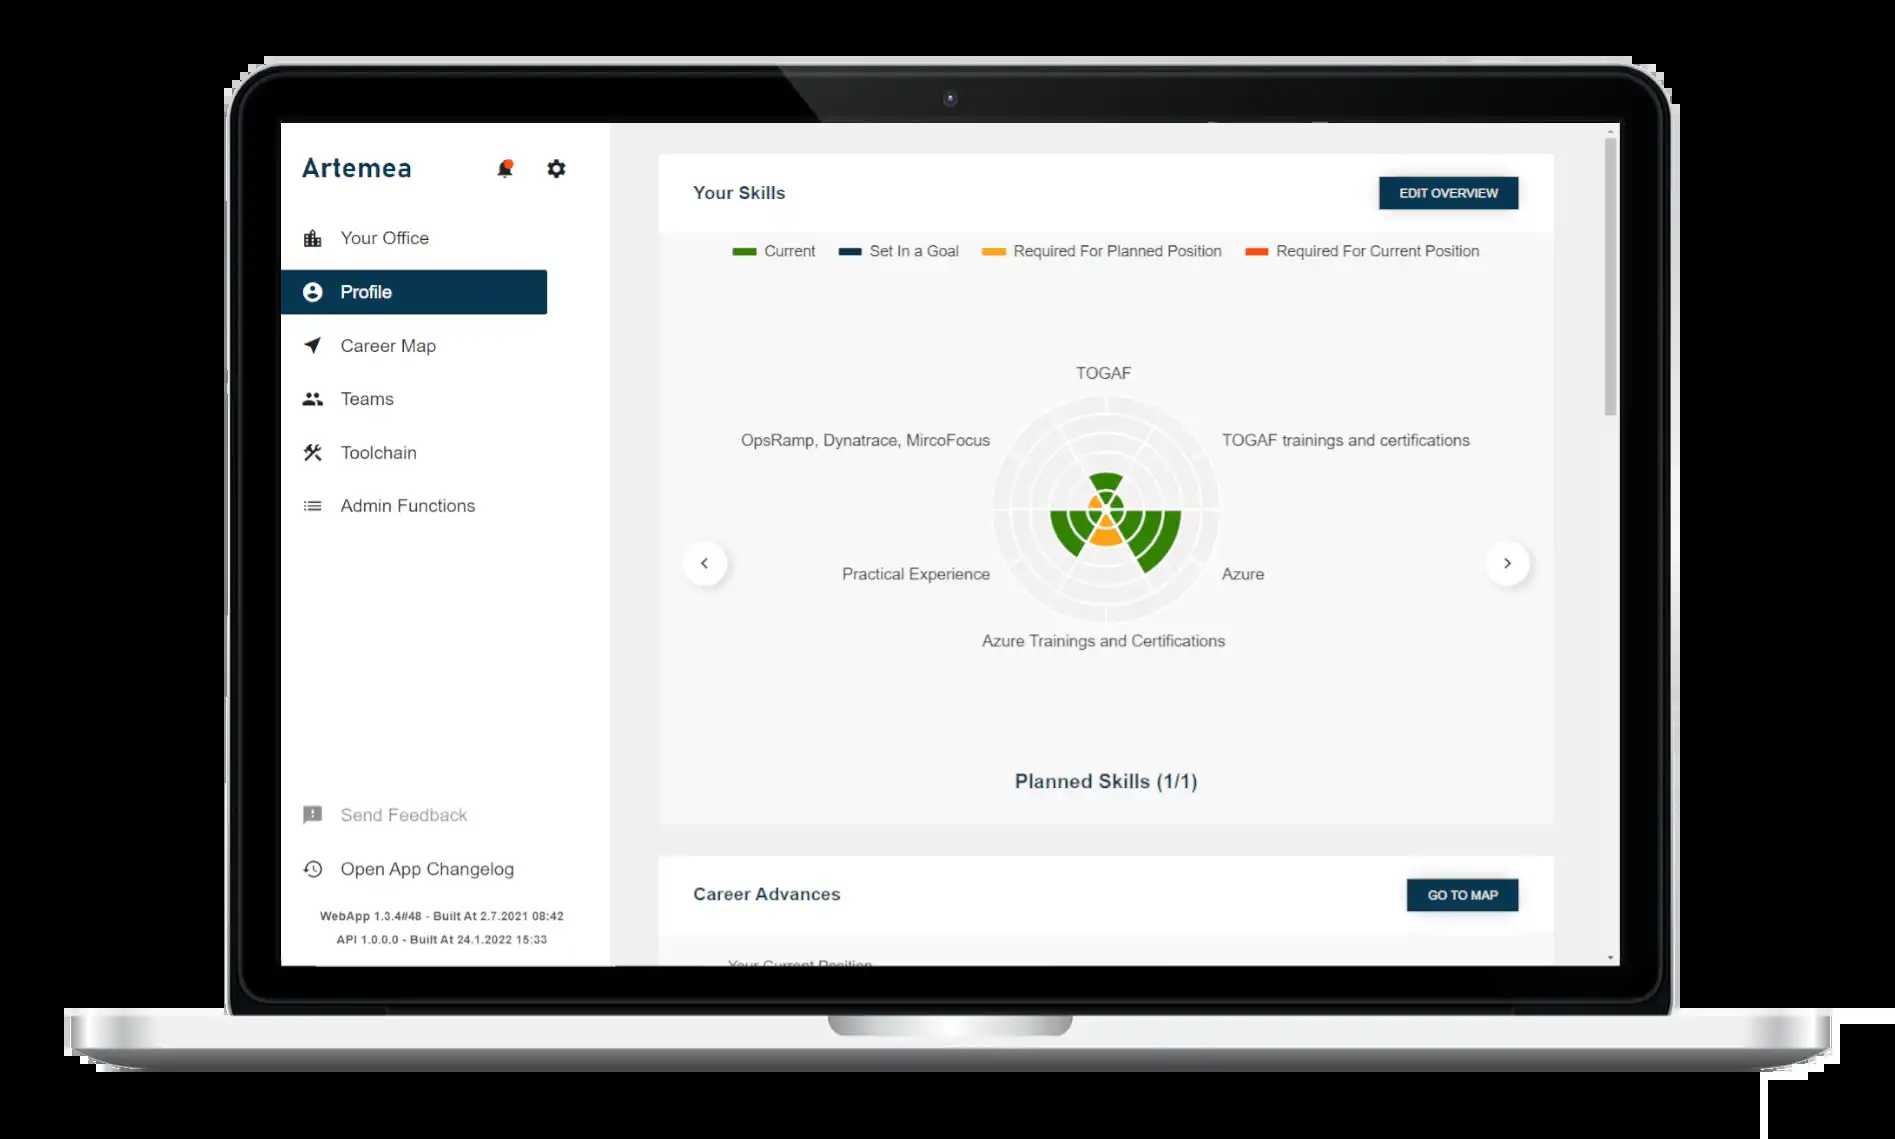 Artemea
Your Office
Profile
Career Map
Teams
Toolchain
Admin Functions
Send Feedback
Open App Changelog
WebApp 1.3.4#48 - Built At 2.7.2021 08:42
API 1.0.0.0 - Built At 24.1.2022 15:33
Your Skills
EDIT OVERVIEW
Current
Set In a Goal
Required For Planned Position
Required For Current Position
TOGAF
OpsRamp, Dynatrace, MircoFocus
TOGAF trainings and certifications
Practical Experience
Azure
Azure Trainings and Certifications
Planned Skills (1/1)
Career Advances
GO TO MAP
Your Current Position